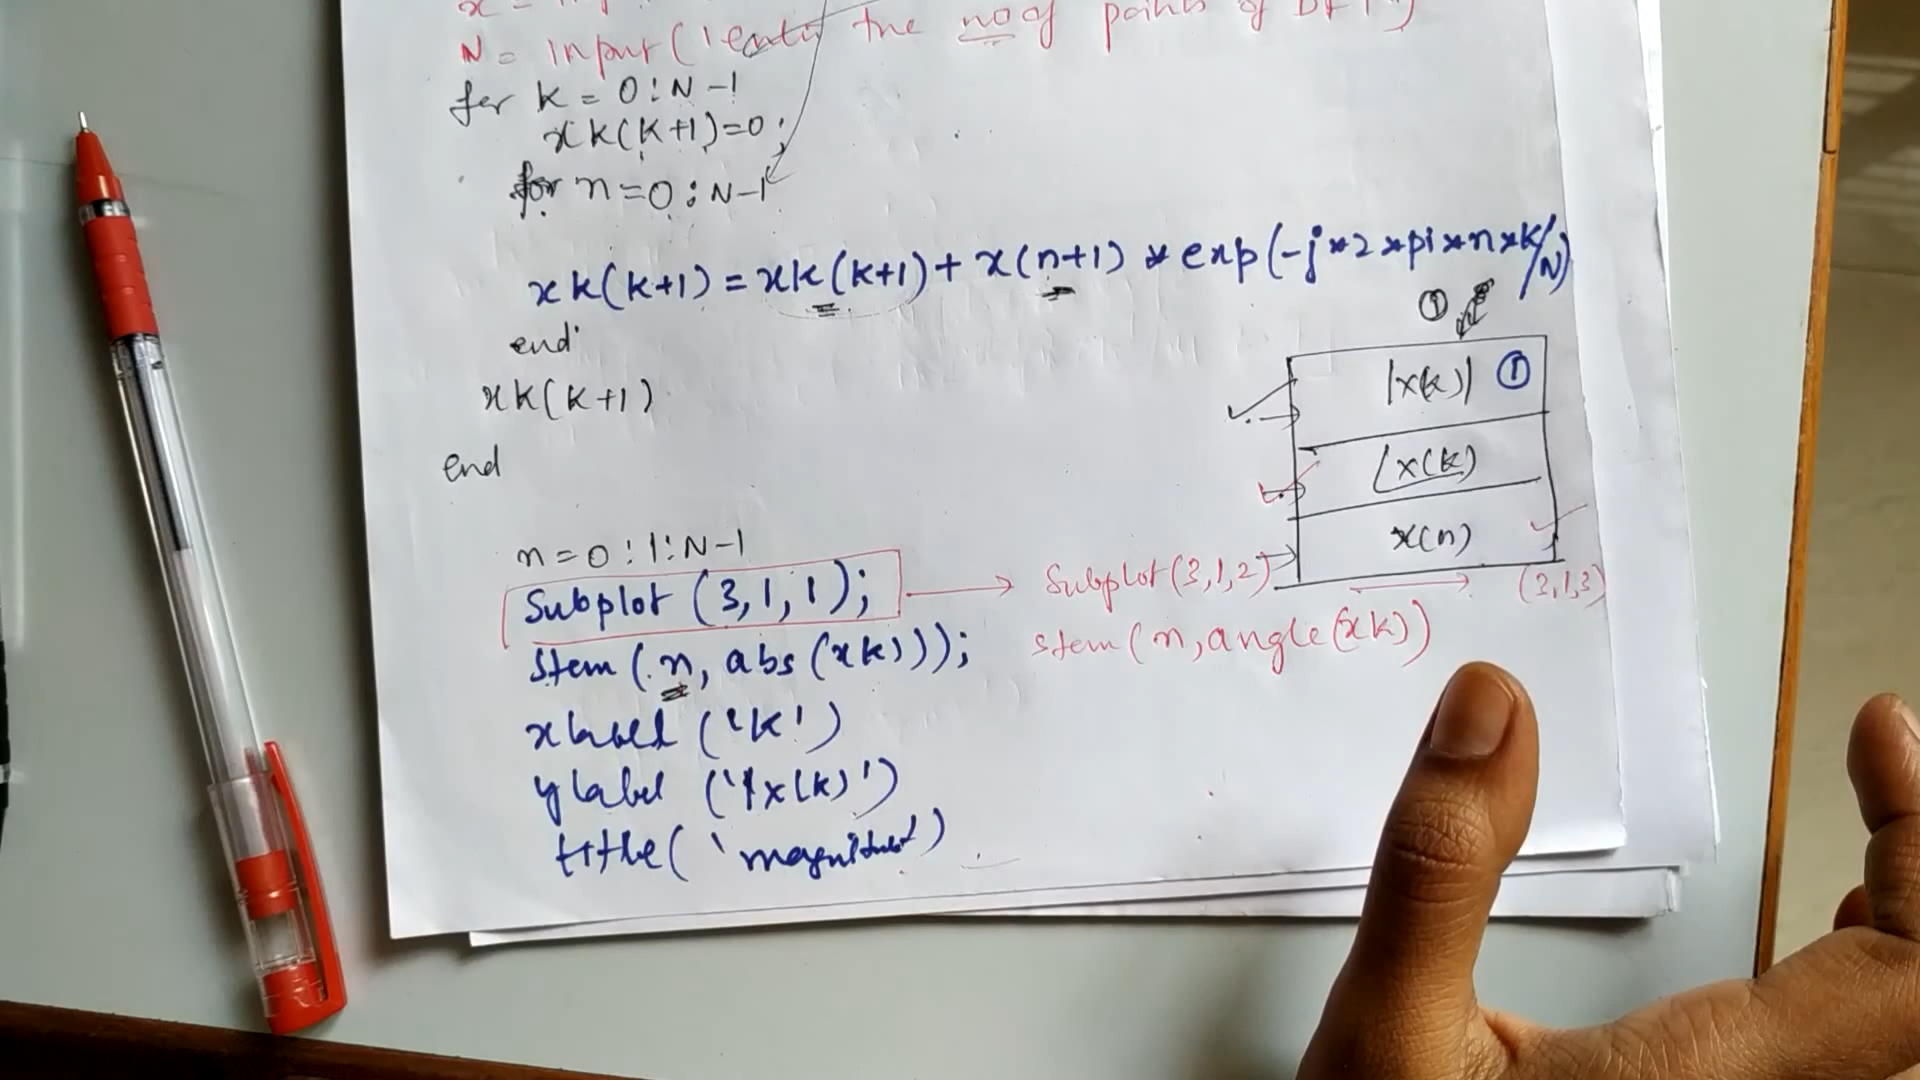 N = input('enter the no of points of DFT')
for k = 0:N-1
xk(k+1)=0;
for n=0:N-1
xk(k+1) = xk(k+1) + x(n+1) * exp(-j*2*pi*n*k/N)
end
xk(k+1)
end
①
|x(k)| ①
∠x(k)
x(n)
n=0:1:N-1
Subplot (3,1,1); → Subplot(3,1,2) (3,1,3)
Stem (n, abs(xk))); stem(n,angle(xk))
xlabel ('k')
ylabel ('|x(k)')
title(